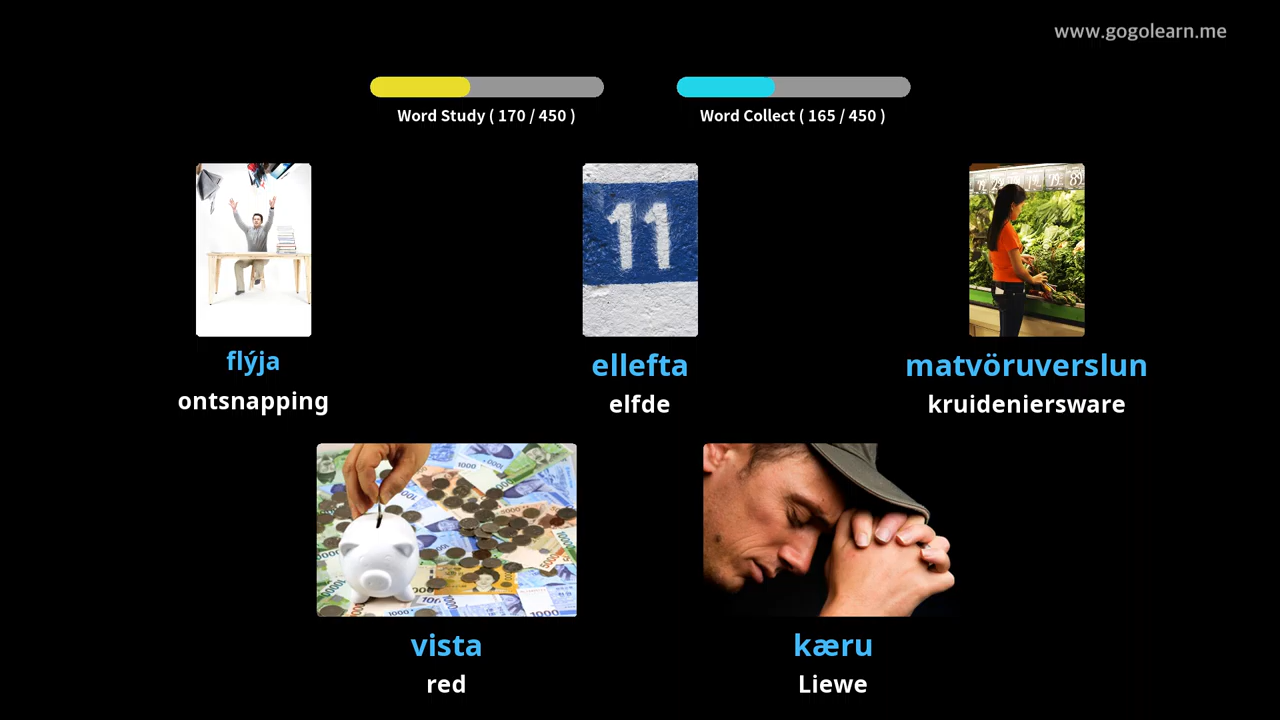 www.gogolearn.me
Word Study ( 170 / 450 )
Word Collect ( 165 / 450 )
11
flýja
ontsnapping
ellefta
elfde
matvöruverslun
kruideniersware
vista
red
kæru
Liewe